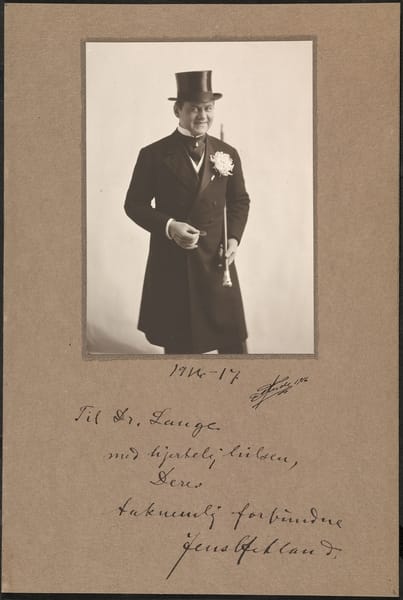 1916-17
Til Dr. Lange
med hjertelig hilsen,
Deres
taknemlig forbundne
Jens